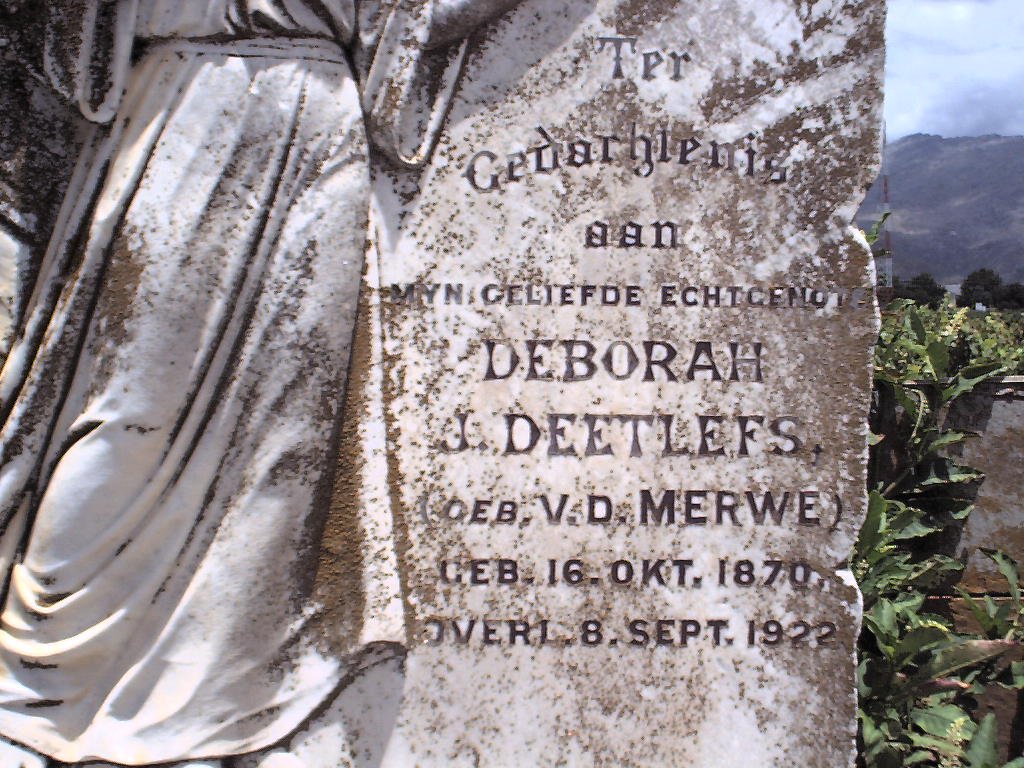 Ter
Gedachtenis
aan
MYN GELIEFDE ECHTGENOTE
DEBORAH
J. DEETLEFS.
(GEB. V.D. MERWE)
GEB. 16. OKT. 1870.
OVERL. 8. SEPT. 1922